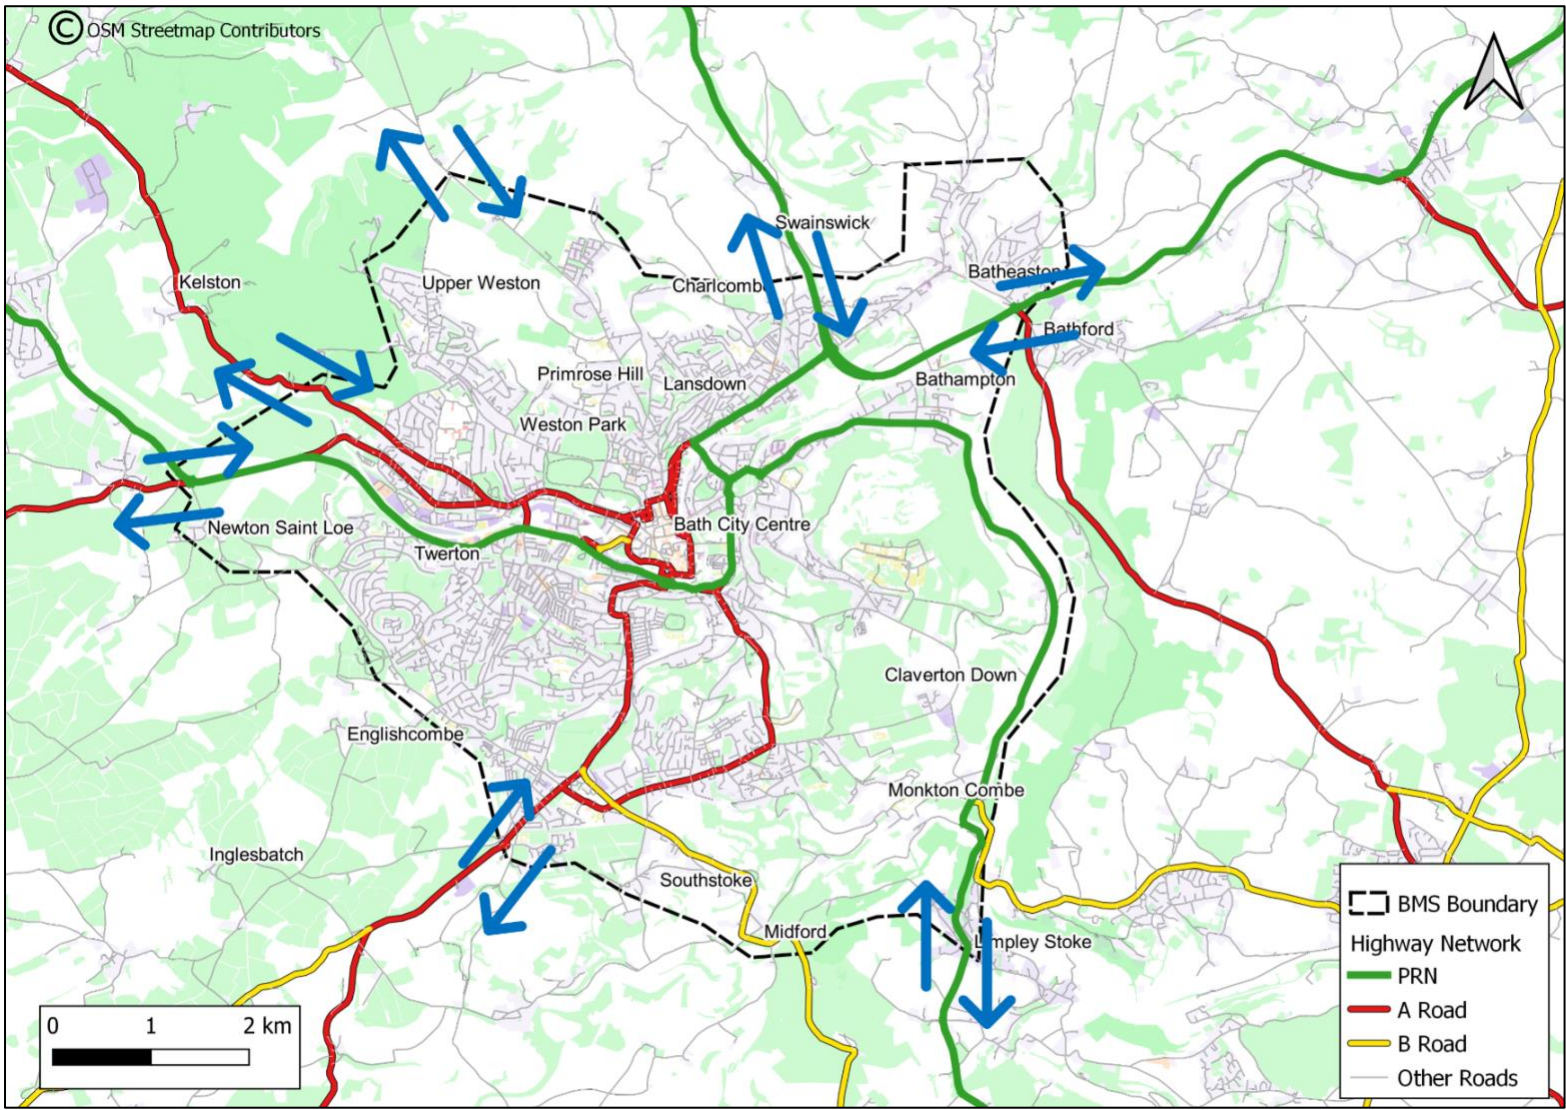 © OSM Streetmap Contributors
Swainswick
Batheaston
Kelston
Upper Weston
Charlcombe
Bathford
Primrose Hill
Lansdown
Bathampton
Weston Park
Newton Saint Loe
Bath City Centre
Twerton
Claverton Down
Englishcombe
Monkton Combe
Inglesbatch
Southstoke
Midford
Limpley Stoke
BMS Boundary
Highway Network
PRN
A Road
B Road
Other Roads
0 1 2 km